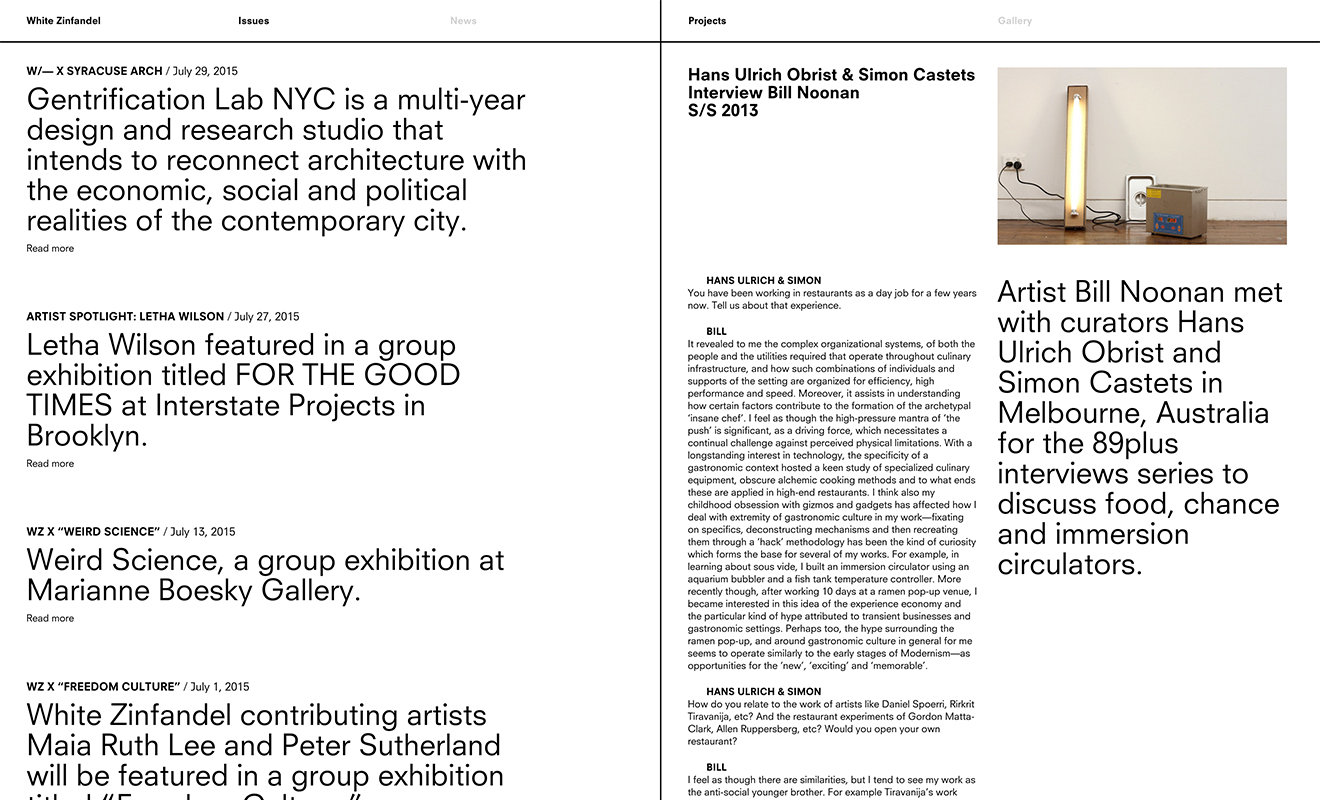 White Zinfandel
Issues
News
Projects
Gallery
W/— X SYRACUSE ARCH / July 29, 2015
Gentrification Lab NYC is a multi-year
design and research studio that
intends to reconnect architecture with
the economic, social and political
realities of the contemporary city.
Read more
ARTIST SPOTLIGHT: LETHA WILSON / July 27, 2015
Letha Wilson featured in a group
exhibition titled FOR THE GOOD
TIMES at Interstate Projects in
Brooklyn.
Read more
WZ X “WEIRD SCIENCE” / July 13, 2015
Weird Science, a group exhibition at
Marianne Boesky Gallery.
Read more
WZ X “FREEDOM CULTURE” / July 1, 2015
White Zinfandel contributing artists
Maia Ruth Lee and Peter Sutherland
will be featured in a group exhibition
titled “Freedom Culture”
Hans Ulrich Obrist & Simon Castets
Interview Bill Noonan
S/S 2013
HANS ULRICH & SIMON
You have been working in restaurants as a day job for a few years
now. Tell us about that experience.
BILL
It revealed to me the complex organizational systems, of both the
people and the utilities required that operate throughout culinary
infrastructure, and how such combinations of individuals and
supports of the setting are organized for efficiency, high
performance and speed. Moreover, it assists in understanding
how certain factors contribute to the formation of the archetypal
‘insane chef’. I feel as though the high-pressure mantra of ‘the
push’ is significant, as a driving force, which necessitates a
continual challenge against perceived physical limitations. With a
longstanding interest in technology, the specificity of a
gastronomic context hosted a keen study of specialized culinary
equipment, obscure alchemic cooking methods and to what ends
these are applied in high-end restaurants. I think also my
childhood obsession with gizmos and gadgets has affected how I
deal with extremity of gastronomic culture in my work—fixating
on specifics, deconstructing mechanisms and then recreating
them through a ‘hack’ methodology has been the kind of curiosity
which forms the base for several of my works. For example, in
learning about sous vide, I built an immersion circulator using an
aquarium bubbler and a fish tank temperature controller. More
recently though, after working 10 days at a ramen pop-up venue, I
became interested in this idea of the experience economy and
the particular kind of hype attributed to transient businesses and
gastronomic settings. Perhaps too, the hype surrounding the
ramen pop-up, and around gastronomic culture in general for me
seems to operate similarly to the early stages of Modernism—as
opportunities for the ‘new’, ‘exciting’ and ‘memorable’.
HANS ULRICH & SIMON
How do you relate to the work of artists like Daniel Spoerri, Rirkrit
Tiravanija, etc? And the restaurant experiments of Gordon Matta-
Clark, Allen Ruppersberg, etc? Would you open your own
restaurant?
BILL
I feel as though there are similarities, but I tend to see my work as
the anti-social younger brother. For example Tiravanija’s work
Artist Bill Noonan met
with curators Hans
Ulrich Obrist and
Simon Castets in
Melbourne, Australia
for the 89plus
interviews series to
discuss food, chance
and immersion
circulators.